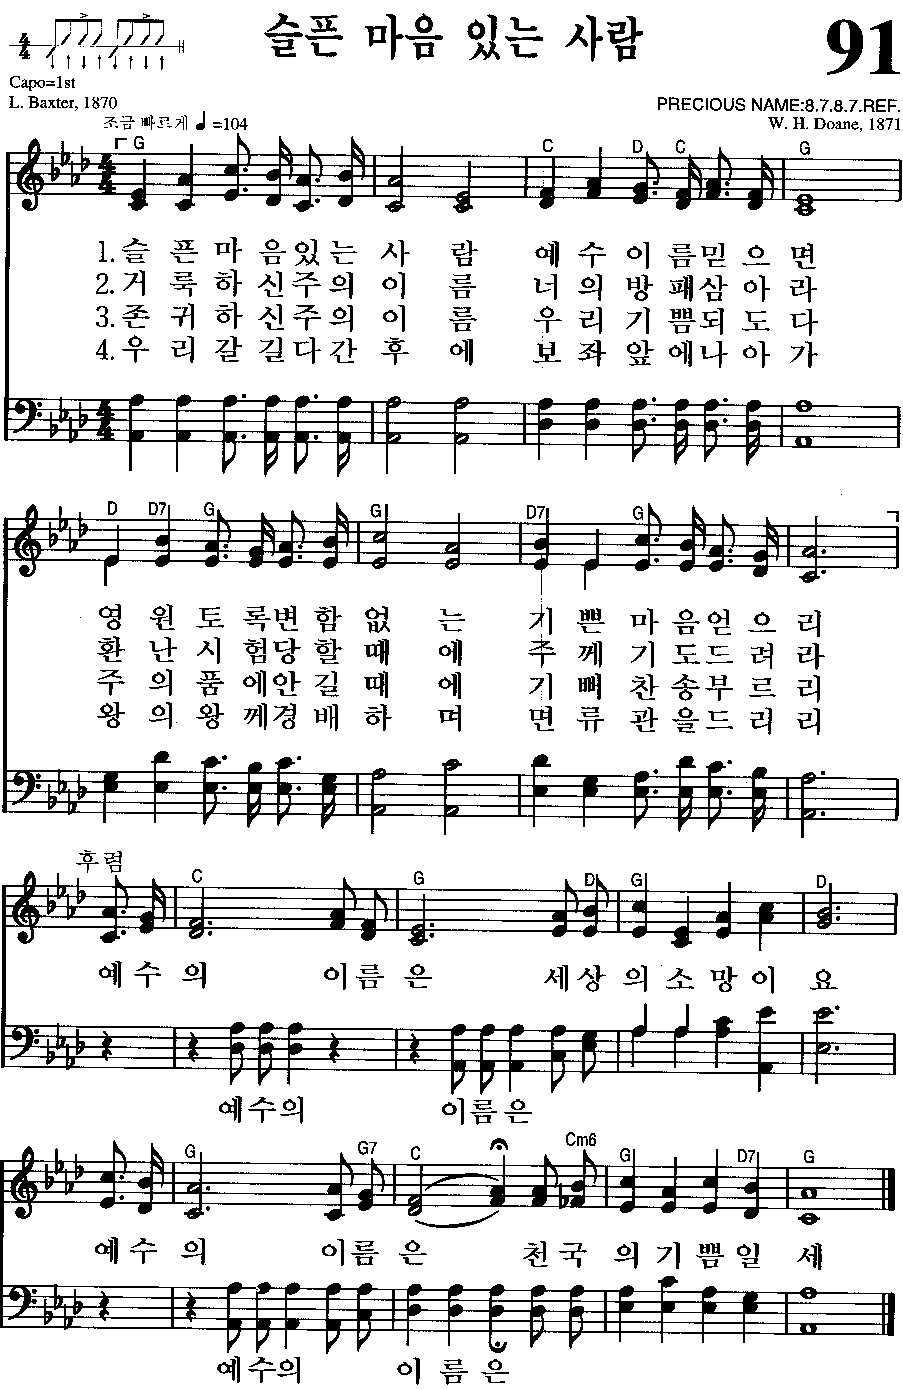 슬픈 마음 있는 사람 91
4/4
Capo=1st
L. Baxter, 1870
PRECIOUS NAME:8.7.8.7.REF.
조금 빠르게 ♩=104 W. H. Doane, 1871
G C D C G
1. 슬 픈 마 음 있 는 사 람 예 수 이 름 믿 으 면
2. 거 룩 하 신 주 의 이 름 너 의 방 패 삼 아 라
3. 존 귀 하 신 주 의 이 름 우 리 기 쁨 되 도 다
4. 우 리 갈 길 다 간 후 에 보 좌 앞 에 나 아 가
D D7 G G D7 G
영 원 토 록 변 함 없 는 기 쁜 마 음 얻 으 리
환 난 시 험 당 할 때 에 주 께 기 도 드 려 라
주 의 품 에 안 길 때 에 기 뻐 찬 송 부 르 리
왕 의 왕 께 경 배 하 며 면 류 관 을 드 리 리
후렴
C G D G D
예 수 의 이 름 은 세 상 의 소 망 이 요
예수의 이름은
G G7 C Cm6 G D7 G
예 수 의 이 름 은 천 국 의 기 쁨 일 세
예수의 이 름 은